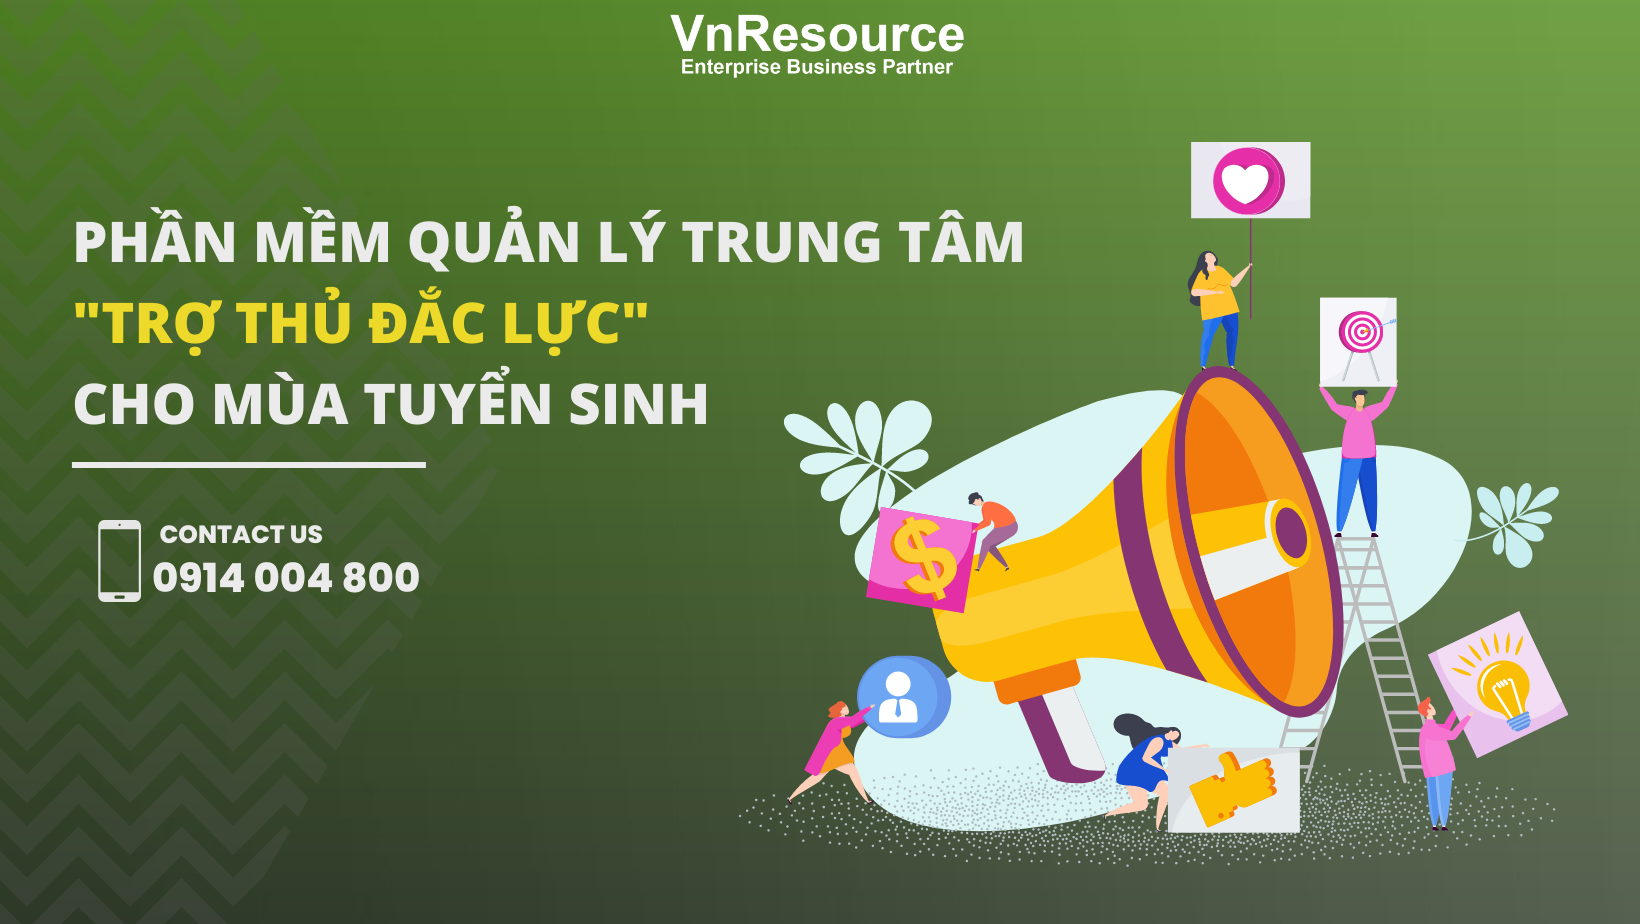 VnResource
Enterprise Business Partner
PHẦN MỀM QUẢN LÝ TRUNG TÂM
"TRỢ THỦ ĐẮC LỰC"
CHO MÙA TUYỂN SINH
CONTACT US
0914 004 800
$